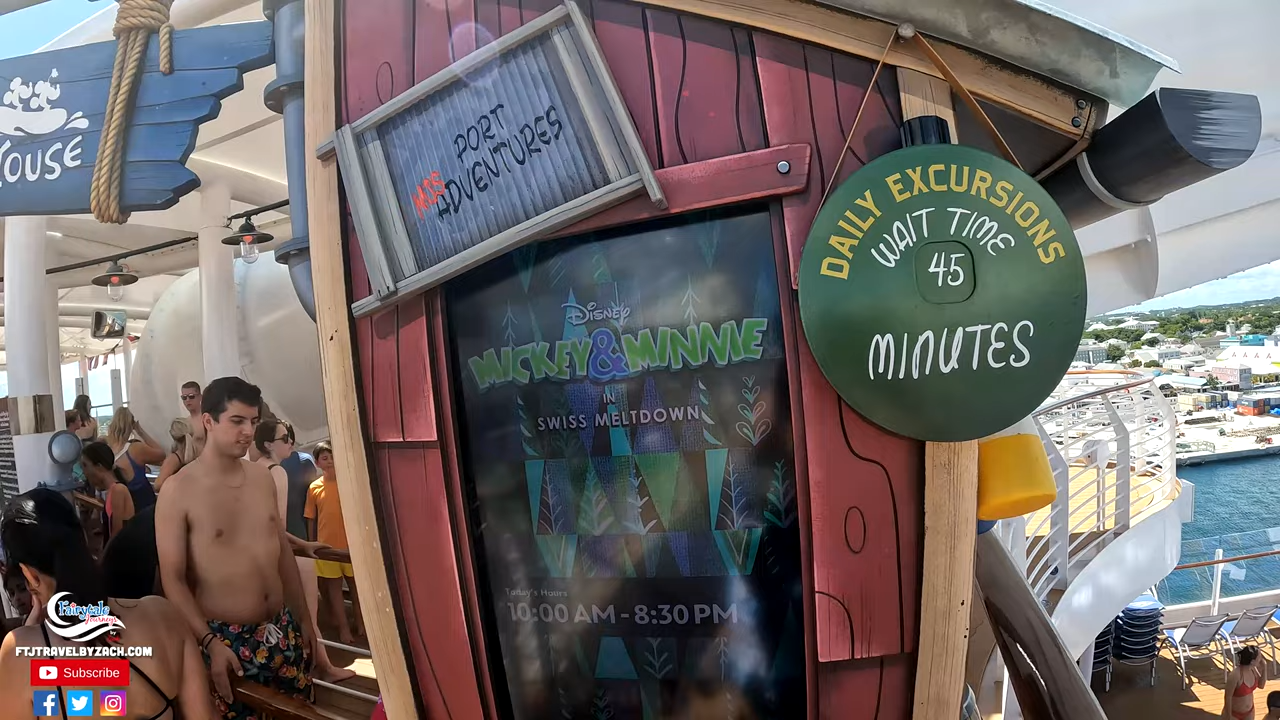 OUSE
PORT
MIS
ADVENTURES
DAILY EXCURSIONS
WAIT TIME
45
MINUTES
Disney
MICKEY & MINNIE
IN
SWISS MELTDOWN
Today's Hours
10:00 AM - 8:30 PM
Fairytale
Journeys
FTJTRAVELBYZACH.COM
Subscribe